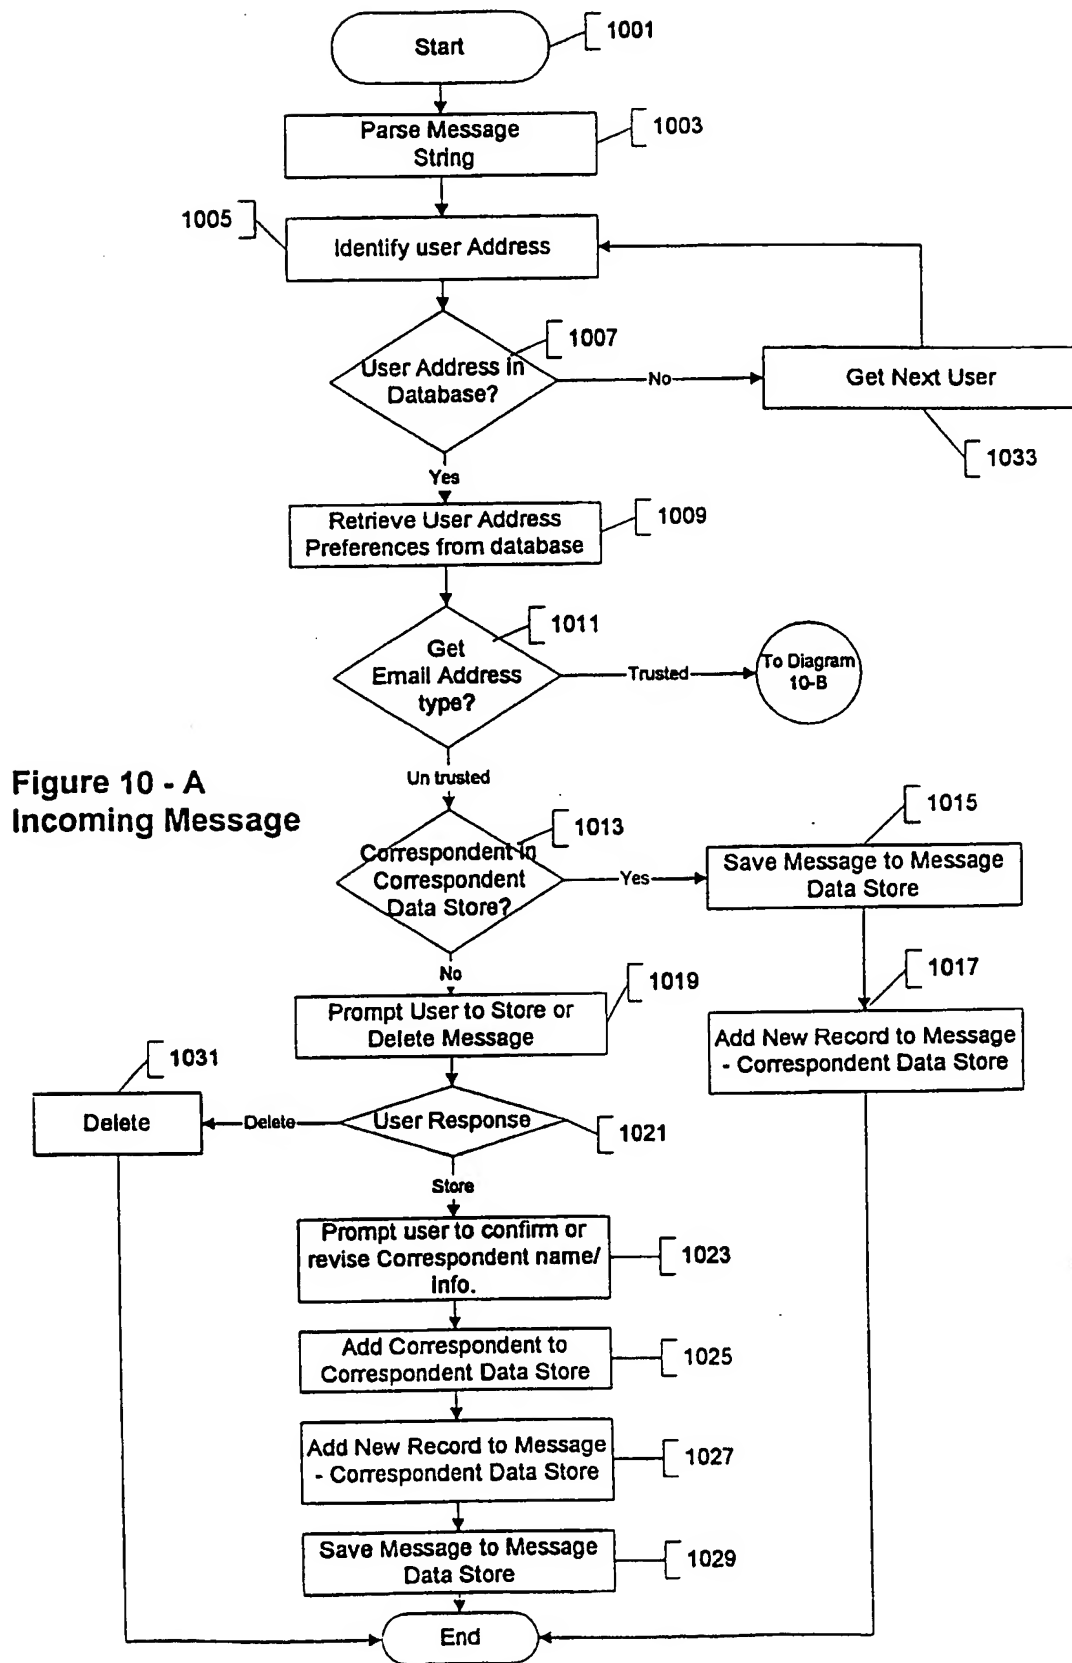 Start
1001
Parse Message
String
1003
1005
Identify user Address
1007
User Address in
Database?
No
Get Next User
1033
Yes
Retrieve User Address
Preferences from database
1009
1011
Get
Email Address
type?
Trusted
To Diagram
10-B
Un trusted
Figure 10 - A
Incoming Message
1013
Correspondent in
Correspondent
Data Store?
Yes
1015
Save Message to Message
Data Store
1017
Add New Record to Message
- Correspondent Data Store
No
1019
Prompt User to Store or
Delete Message
1031
Delete
Delete
User Response
1021
Store
Prompt user to confirm or
revise Correspondent name/
info.
1023
Add Correspondent to
Correspondent Data Store
1025
Add New Record to Message
- Correspondent Data Store
1027
Save Message to Message
Data Store
1029
End